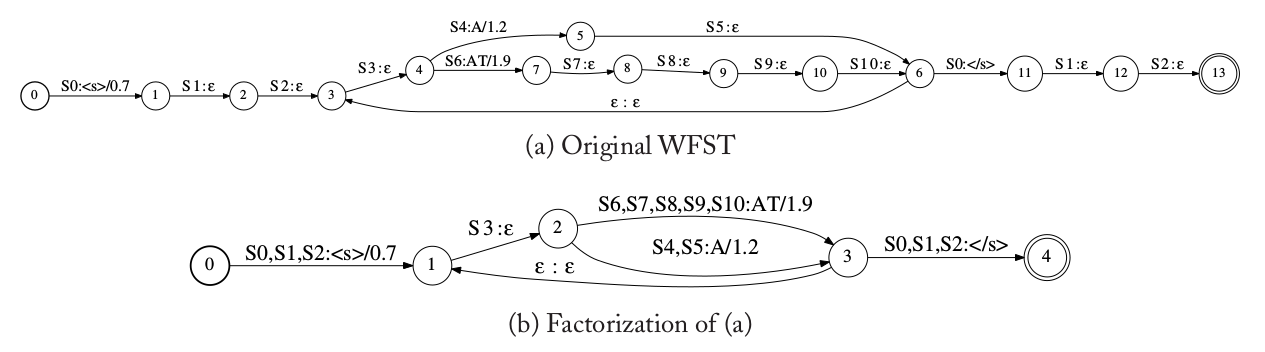 S4:A/1.2 S5:ε
5
S3:ε S6:AT/1.9 S7:ε S8:ε S9:ε S10:ε S0:</s> S1:ε S2:ε
4 7 8 9 10 6 11 12 13
S0:<s>/0.7 S1:ε S2:ε
0 1 2 3
ε : ε
(a) Original WFST
S6,S7,S8,S9,S10:AT/1.9
S3:ε 2
S4,S5:A/1.2
S0,S1,S2:<s>/0.7 S0,S1,S2:</s>
0 1 3 4
ε : ε
(b) Factorization of (a)